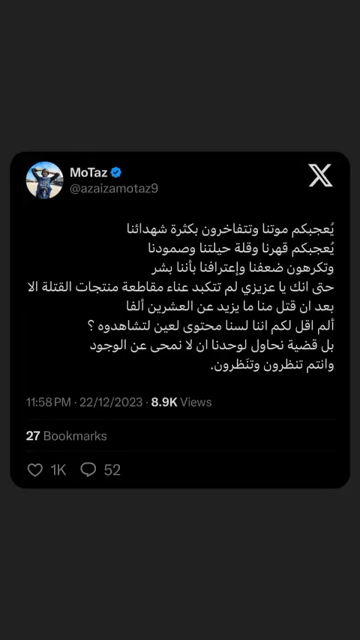 MoTaz
@azaizamotaz9
يُعجبكم موتنا وتتفاخرون بكثرة شهدائنا
يُعجبكم قهرنا وقلة حيلتنا وصمودنا
وتكرهون ضعفنا وإعترافنا بأننا بشر
حتى انك يا عزيزي لم تتكبد عناء مقاطعة منتجات القتلة الا
بعد ان قتل منا ما يزيد عن العشرين ألفا
ألم اقل لكم اننا لسنا محتوى لعين لتشاهدوه ؟
بل قضية نحاول لوحدنا ان لا نمحى عن الوجود
وانتم تنظرون وتنَظرون.
11:58 PM · 22/12/2023 · 8.9K Views
27 Bookmarks
1K 52